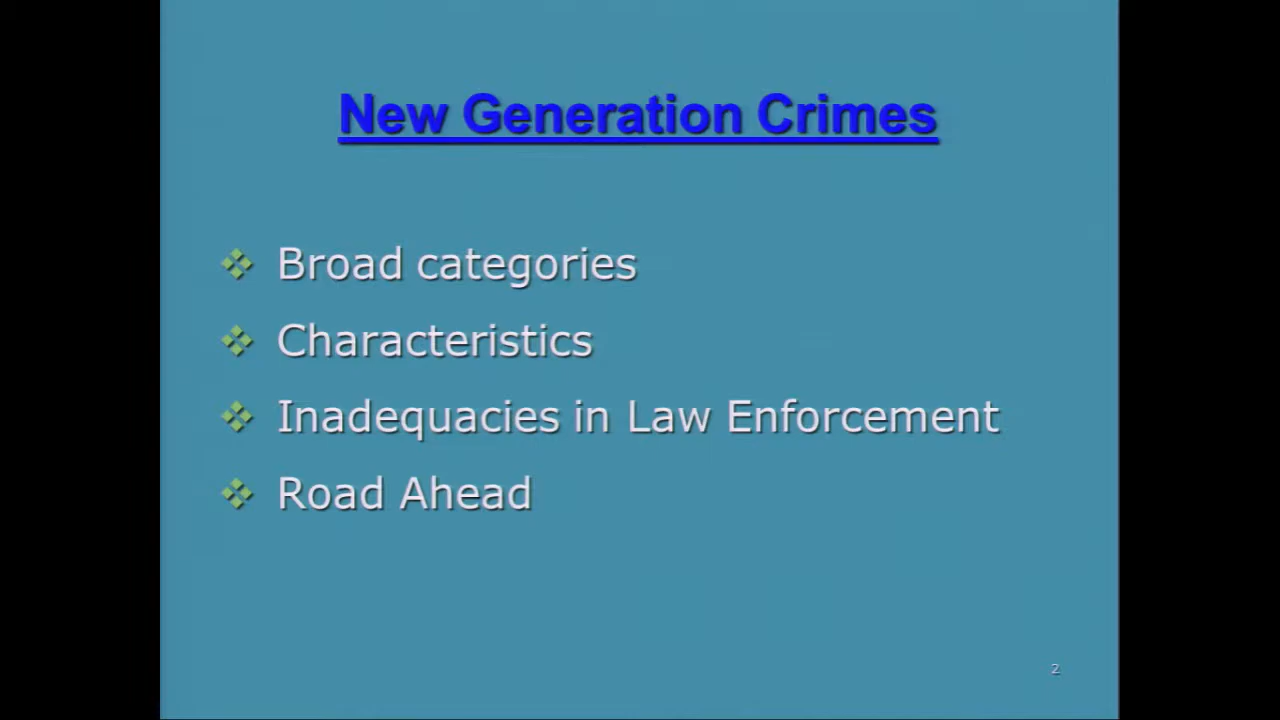 New Generation Crimes
Broad categories
Characteristics
Inadequacies in Law Enforcement
Road Ahead
2